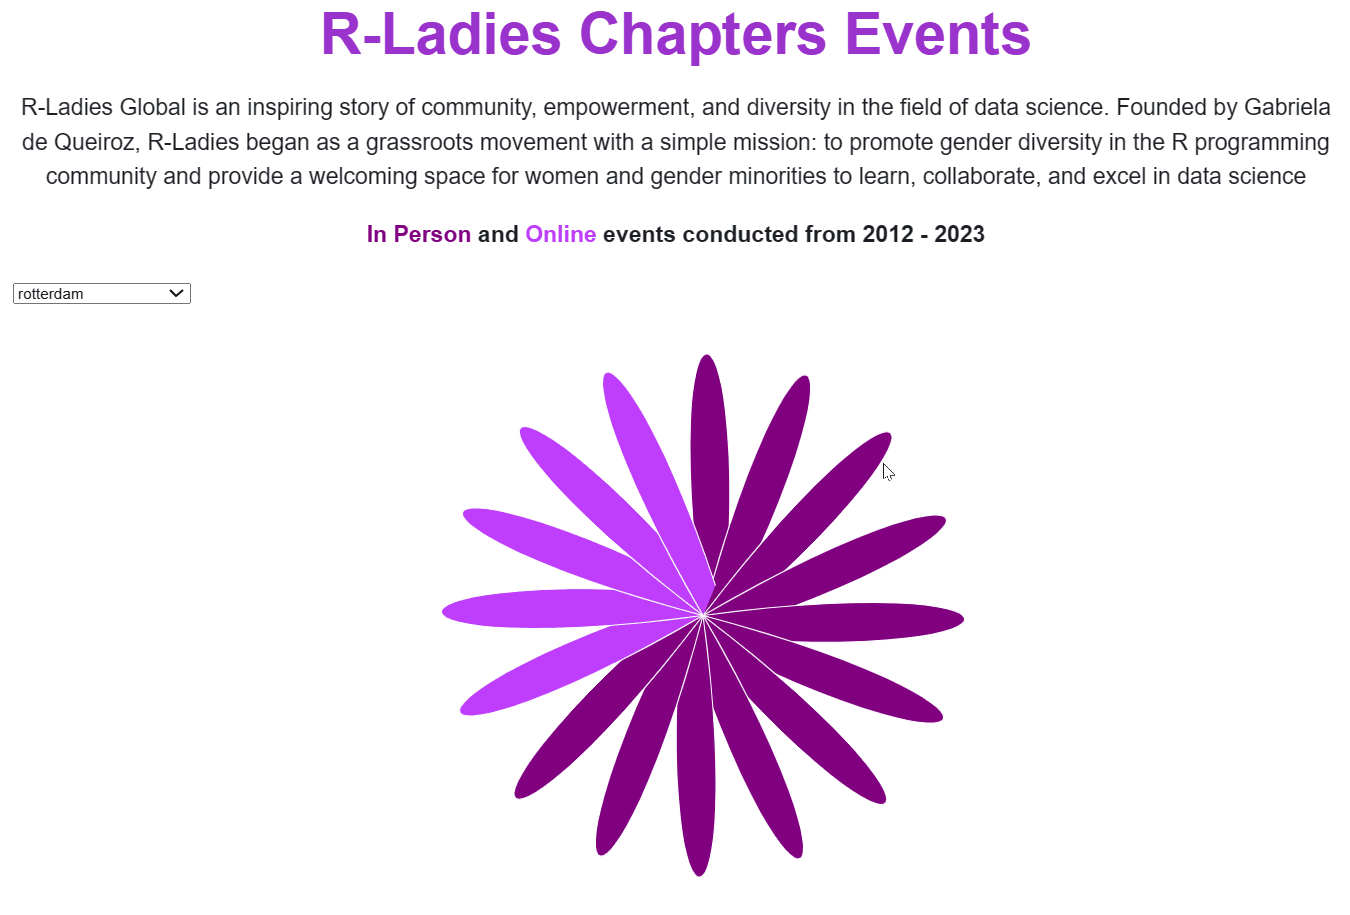 R-Ladies Chapters Events
R-Ladies Global is an inspiring story of community, empowerment, and diversity in the field of data science. Founded by Gabriela
de Queiroz, R-Ladies began as a grassroots movement with a simple mission: to promote gender diversity in the R programming
community and provide a welcoming space for women and gender minorities to learn, collaborate, and excel in data science
In Person and Online events conducted from 2012 - 2023
rotterdam